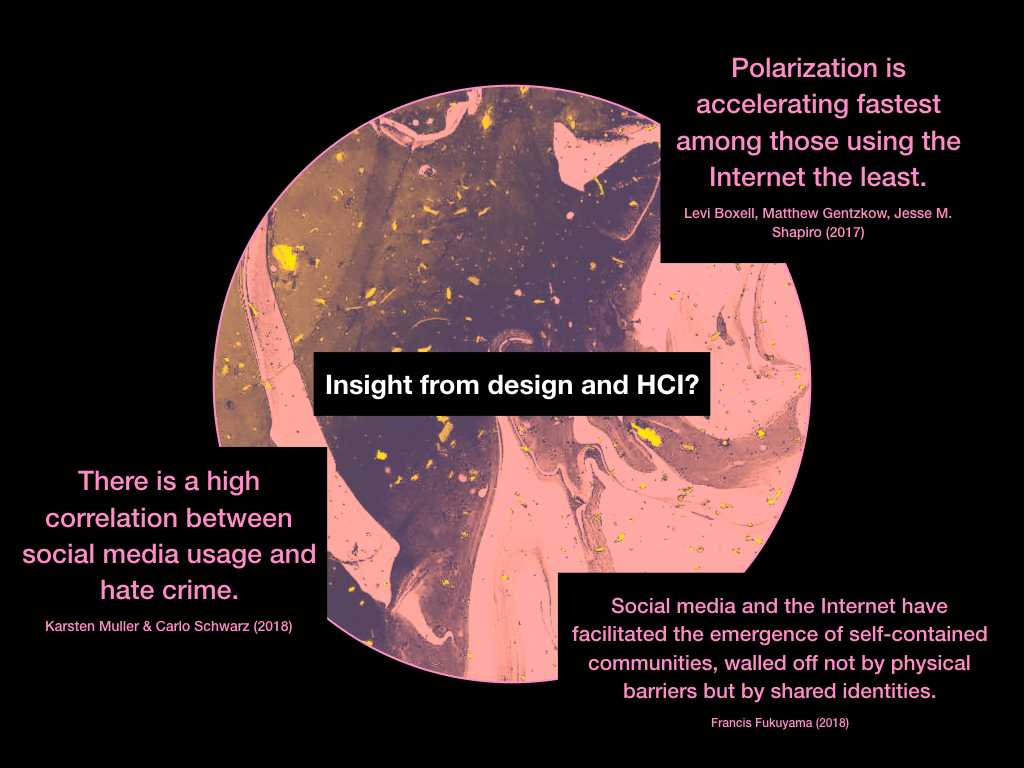 Polarization is
accelerating fastest
among those using the
Internet the least.
Levi Boxell, Matthew Gentzkow, Jesse M.
Shapiro (2017)
Insight from design and HCI?
There is a high
correlation between
social media usage and
hate crime.
Karsten Muller & Carlo Schwarz (2018)
Social media and the Internet have
facilitated the emergence of self-contained
communities, walled off not by physical
barriers but by shared identities.
Francis Fukuyama (2018)